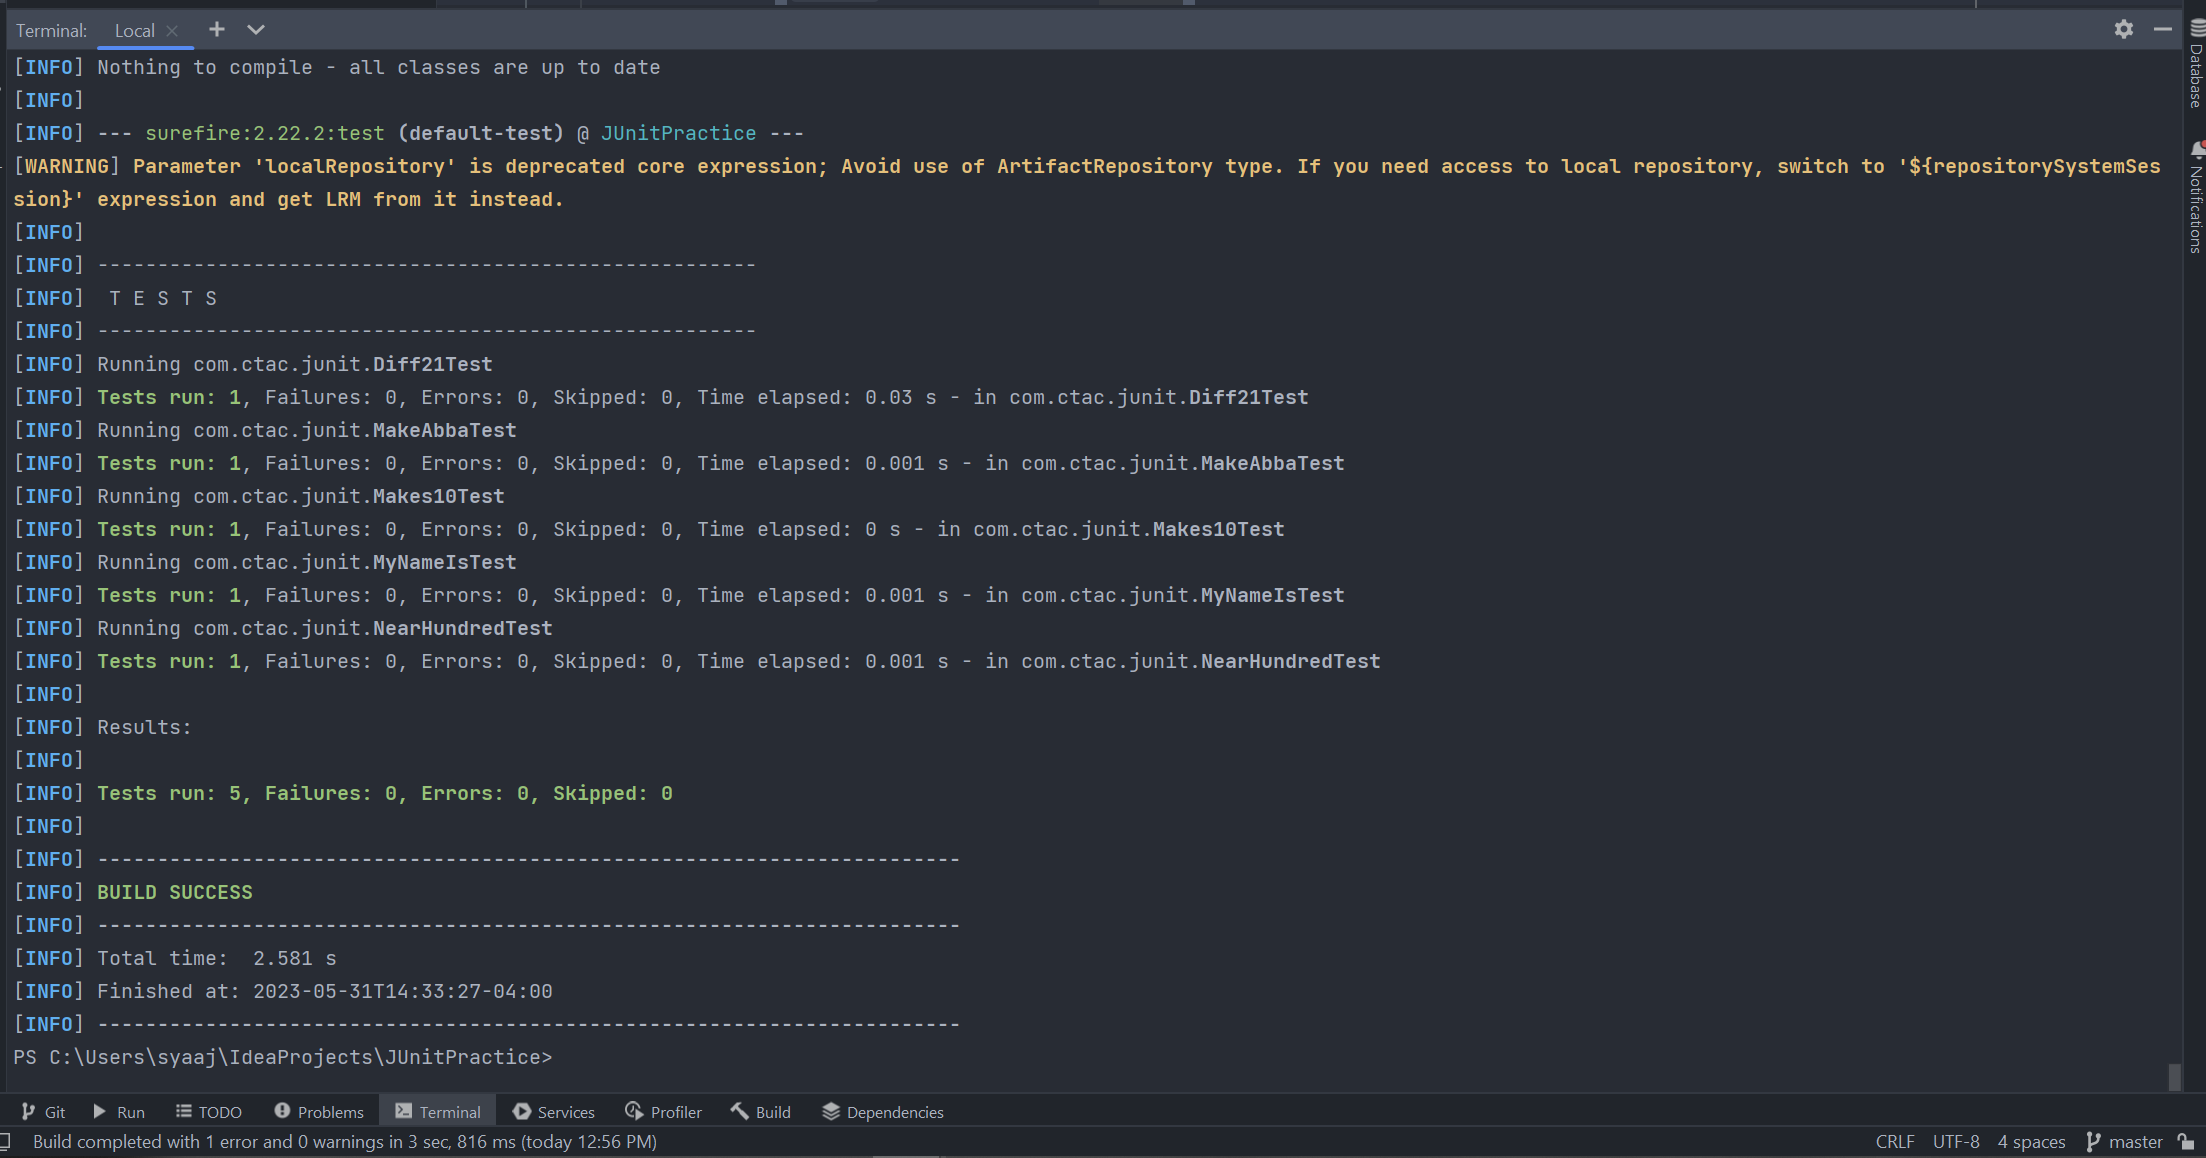 Terminal: Local
[INFO] Nothing to compile - all classes are up to date
[INFO]
[INFO] --- surefire:2.22.2:test (default-test) @ JUnitPractice ---
[WARNING] Parameter 'localRepository' is deprecated core expression; Avoid use of ArtifactRepository type. If you need access to local repository, switch to '${repositorySystemSes
sion}' expression and get LRM from it instead.
[INFO]
[INFO] -------------------------------------------------------
[INFO]  T E S T S
[INFO] -------------------------------------------------------
[INFO] Running com.ctac.junit.Diff21Test
[INFO] Tests run: 1, Failures: 0, Errors: 0, Skipped: 0, Time elapsed: 0.03 s - in com.ctac.junit.Diff21Test
[INFO] Running com.ctac.junit.MakeAbbaTest
[INFO] Tests run: 1, Failures: 0, Errors: 0, Skipped: 0, Time elapsed: 0.001 s - in com.ctac.junit.MakeAbbaTest
[INFO] Running com.ctac.junit.Makes10Test
[INFO] Tests run: 1, Failures: 0, Errors: 0, Skipped: 0, Time elapsed: 0 s - in com.ctac.junit.Makes10Test
[INFO] Running com.ctac.junit.MyNameIsTest
[INFO] Tests run: 1, Failures: 0, Errors: 0, Skipped: 0, Time elapsed: 0.001 s - in com.ctac.junit.MyNameIsTest
[INFO] Running com.ctac.junit.NearHundredTest
[INFO] Tests run: 1, Failures: 0, Errors: 0, Skipped: 0, Time elapsed: 0.001 s - in com.ctac.junit.NearHundredTest
[INFO]
[INFO] Results:
[INFO]
[INFO] Tests run: 5, Failures: 0, Errors: 0, Skipped: 0
[INFO]
[INFO] ------------------------------------------------------------------------
[INFO] BUILD SUCCESS
[INFO] ------------------------------------------------------------------------
[INFO] Total time:  2.581 s
[INFO] Finished at: 2023-05-31T14:33:27-04:00
[INFO] ------------------------------------------------------------------------
PS C:\Users\syaaj\IdeaProjects\JUnitPractice>
Database
Notifications
Git Run TODO Problems Terminal Services Profiler Build Dependencies
Build completed with 1 error and 0 warnings in 3 sec, 816 ms (today 12:56 PM) CRLF UTF-8 4 spaces master